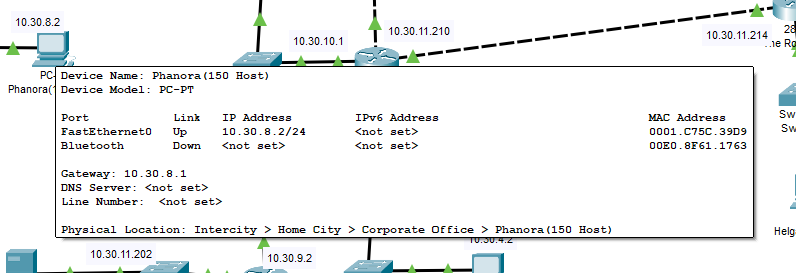 10.30.8.2
10.30.11.210
10.30.10.1
10.30.11.214
28
PC-
Phanora(1
Device Name: Phanora(150 Host)
Device Model: PC-PT
Port Link IP Address IPv6 Address MAC Address
FastEthernet0 Up 10.30.8.2/24 <not set> 0001.C75C.39D9
Bluetooth Down <not set> <not set> 00E0.8F61.1763
Gateway: 10.30.8.1
DNS Server: <not set>
Line Number: <not set>
Physical Location: Intercity > Home City > Corporate Office > Phanora(150 Host)
Sw
Sw
Helg
10.30.11.202
10.30.9.2
10.30.4.2